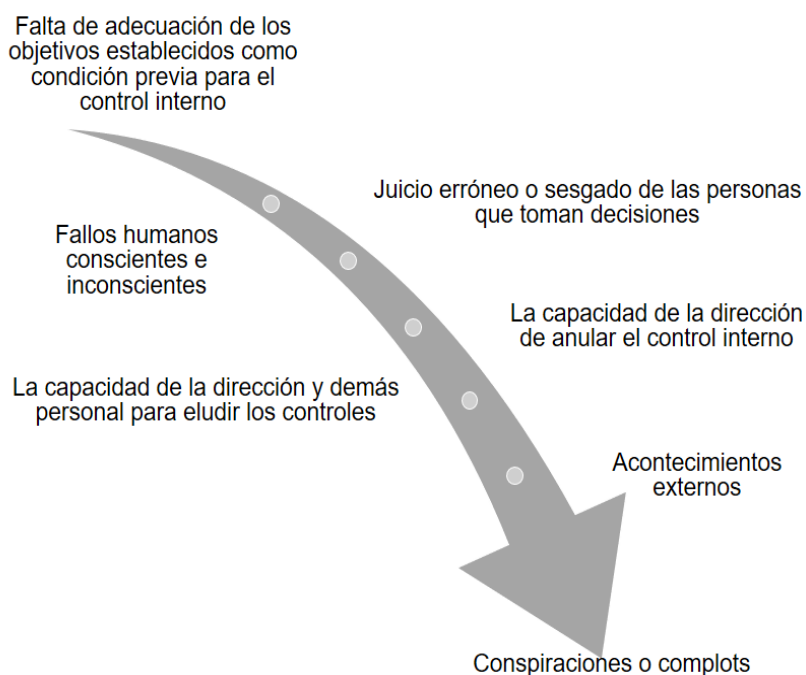 Falta de adecuación de los
objetivos establecidos como
condición previa para el
control interno
Juicio erróneo o sesgado de las personas
que toman decisiones
Fallos humanos
conscientes e
inconscientes
La capacidad de la dirección
de anular el control interno
La capacidad de la dirección y demás
personal para eludir los controles
Acontecimientos
externos
Conspiraciones o complots